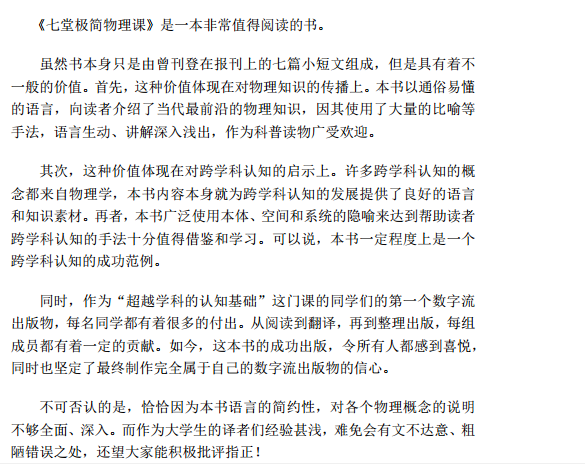 《七堂极简物理课》是一本非常值得阅读的书。
虽然书本身只是由曾刊登在报刊上的七篇小短文组成，但是具有着不
一般的价值。首先，这种价值体现在对物理知识的传播上。本书以通俗易懂
的语言，向读者介绍了当代最前沿的物理知识，因其使用了大量的比喻等
手法，语言生动、讲解深入浅出，作为科普读物广受欢迎。
其次，这种价值体现在对跨学科认知的启示上。许多跨学科认知的概
念都来自物理学，本书内容本身就为跨学科认知的发展提供了良好的语言
和知识素材。再者，本书广泛使用本体、空间和系统的隐喻来达到帮助读者
跨学科认知的手法十分值得借鉴和学习。可以说，本书一定程度上是一个
跨学科认知的成功范例。
同时，作为“超越学科的认知基础”这门课的同学们的第一个数字流
出版物，每名同学都有着很多的付出。从阅读到翻译，再到整理出版，每组
成员都有着一定的贡献。如今，这本书的成功出版，令所有人都感到喜悦，
同时也坚定了最终制作完全属于自己的数字流出版物的信心。
不可否认的是，恰恰因为本书语言的简约性，对各个物理概念的说明
不够全面、深入。而作为大学生的译者们经验甚浅，难免会有文不达意、粗
陋错误之处，还望大家能积极批评指正！